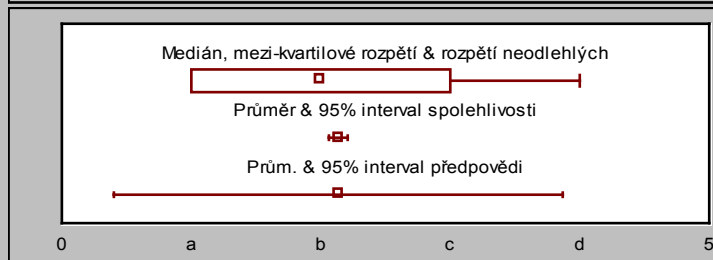 Medián, mezi-kvartilové rozpětí & rozpětí neodlehlých
Průměr & 95% interval spolehlivosti
Prům. & 95% interval předpovědi
0 a b c d 5